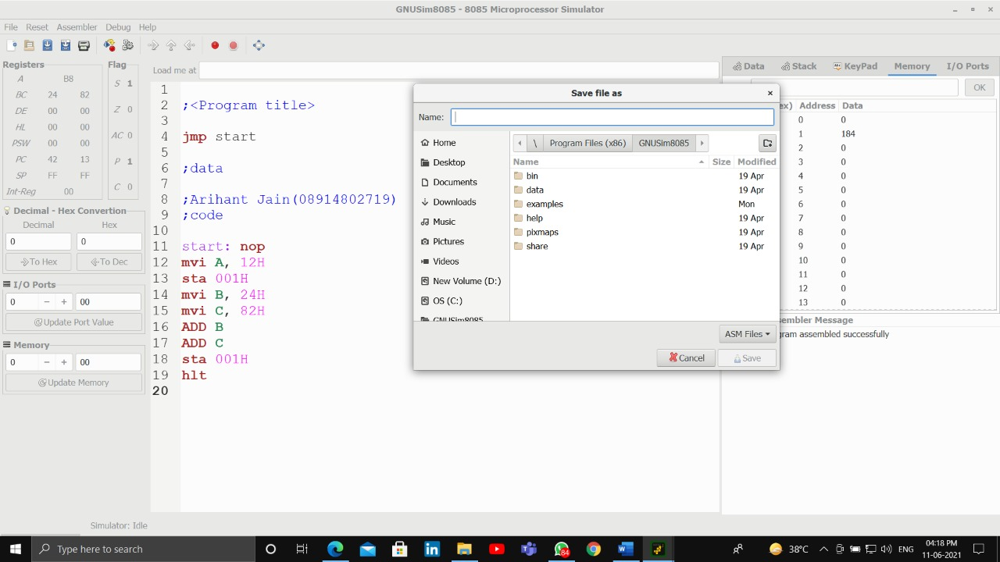 GNUSim8085 - 8085 Microprocessor Simulator
File Reset Assembler Debug Help
Registers
A B8
BC 24 82
DE 00 00
HL 00 00
PSW 00 00
PC 42 13
SP FF FF
Int-Reg 00
Flag
S 1
Z 0
AC 0
P 1
C 0
Decimal - Hex Convertion
Decimal Hex
0 0
To Hex To Dec
I/O Ports
0 − + 00
Update Port Value
Memory
0 − + 00
Update Memory
Load me at
1
2 ;<Program title>
3
4 jmp start
5
6 ;data
7
8 ;Arihant Jain(08914802719)
9 ;code
10
11 start: nop
12 mvi A, 12H
13 sta 001H
14 mvi B, 24H
15 mvi C, 82H
16 ADD B
17 ADD C
18 sta 001H
19 hlt
20
Save file as
Name:
Home
Desktop
Documents
Downloads
Music
Pictures
Videos
New Volume (D:)
OS (C:)
GNUSim8085
\ Program Files (x86) GNUSim8085
Name Size Modified
bin 19 Apr
data 19 Apr
examples Mon
help 19 Apr
pixmaps 19 Apr
share 19 Apr
ASM Files
Cancel Save
Data Stack KeyPad Memory I/O Ports
OK
ex) Address Data
0 0
1 184
2 0
3 0
4 0
5 0
6 0
7 0
8 0
9 0
10 0
11 0
12 0
13 0
sembler Message
gram assembled successfully
Simulator: Idle
Type here to search
84
38°C
ENG
04:18 PM
11-06-2021